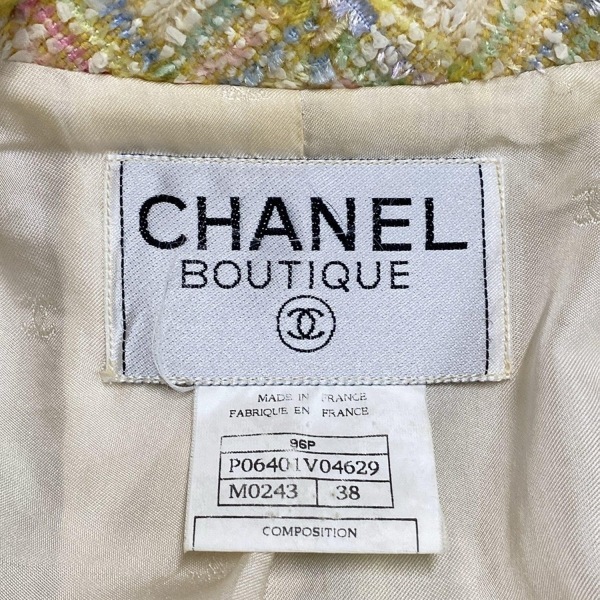 CHANEL
BOUTIQUE
MADE IN FRANCE
FABRIQUE EN FRANCE
96P
P06401V04629
M0243 38
COMPOSITION